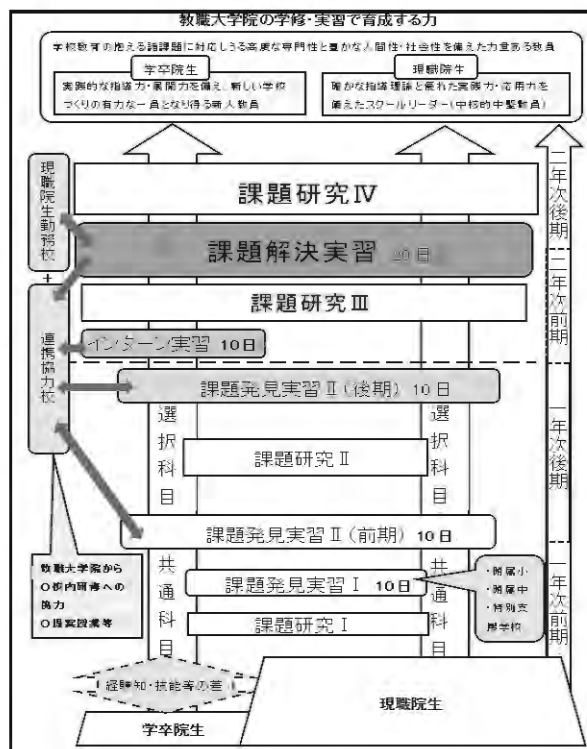 教職大学院の学修・実習で育成する力
学校教育の抱える諸課題に対応しうる高度な専門性と豊かな人間性・社会性を備えた力量ある教員
学卒院生
実践的な指導力・展開力を備え、新しい学校
づくりの有力な一員となり得る新人教員
現職院生
確かな指導理論と優れた実践力・応用力を
備えたスクールリーダー(中核的中堅教員)
現職院生勤務校
+
連携協力校
課題研究Ⅳ
課題解決実習 20日
課題研究Ⅲ
インターン実習 10日
課題発見実習Ⅱ(後期) 10日
選択科目
選択科目
課題研究Ⅱ
課題発見実習Ⅱ(前期) 10日
共通科目
共通科目
課題発見実習Ⅰ 10日
課題研究Ⅰ
二年次後期
二年次前期
一年次後期
一年次前期
教職大学院から
○校内研修への
協力
○提案授業等
・附属小
・附属中
・特別支
援学校
経験知・技能等の差
学卒院生
現職院生